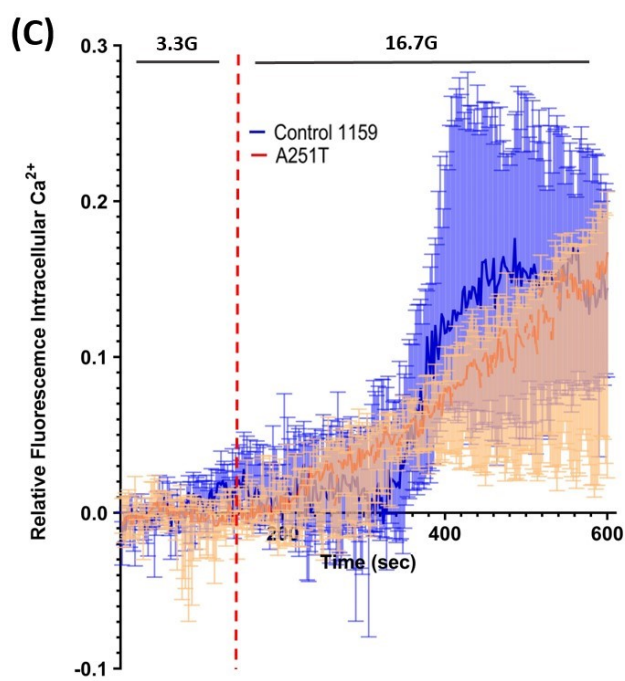 (C)
3.3G 16.7G
0.3
Control 1159
A251T
0.2
0.1
0.0
-0.1
200 400 600
Time (sec)
Relative Fluorescemce Intracellular Ca²⁺